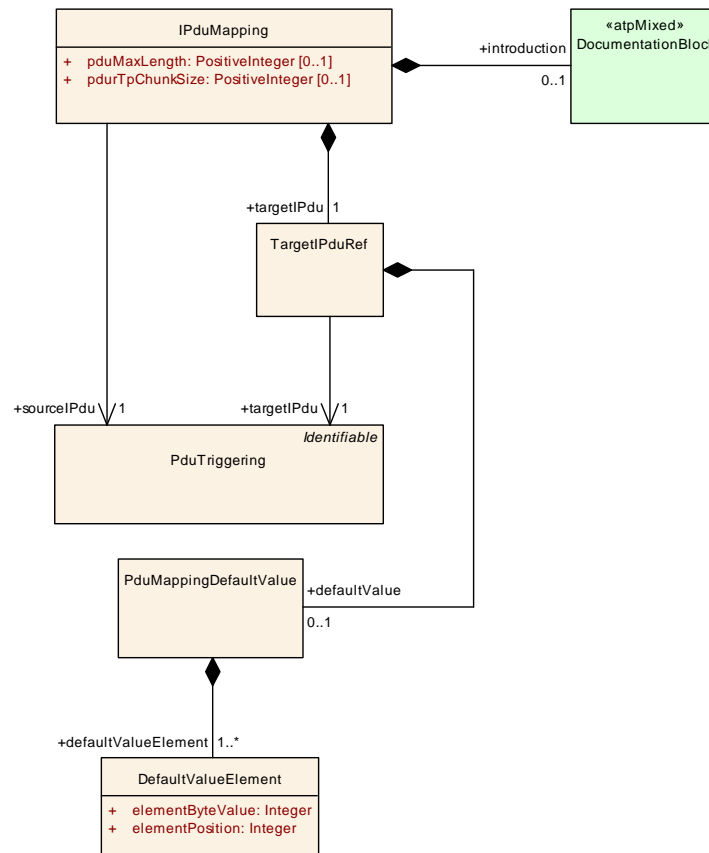 IPduMapping
+ pduMaxLength: PositiveInteger [0..1]
+ pdurTpChunkSize: PositiveInteger [0..1]
+introduction
0..1
«atpMixed»
DocumentationBlock
+targetIPdu 1
TargetIPduRef
+sourceIPdu 1
+targetIPdu 1
Identifiable
PduTriggering
PduMappingDefaultValue
+defaultValue
0..1
+defaultValueElement 1..*
DefaultValueElement
+ elementByteValue: Integer
+ elementPosition: Integer